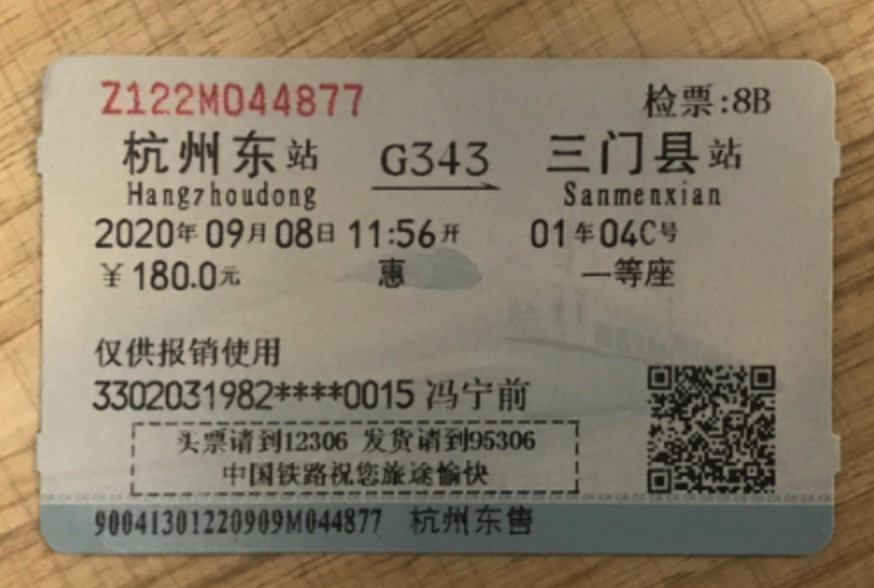 Z122M044877 检票:8B
杭州东站 G343 三门县站
Hangzhoudong Sanmenxian
2020年09月08日 11:56开 01车04C号
¥180.0元 惠 一等座
仅供报销使用
3302031982****0015 冯宁前
买票请到12306 发货请到95306
中国铁路祝您旅途愉快
90041301220909M044877 杭州东售